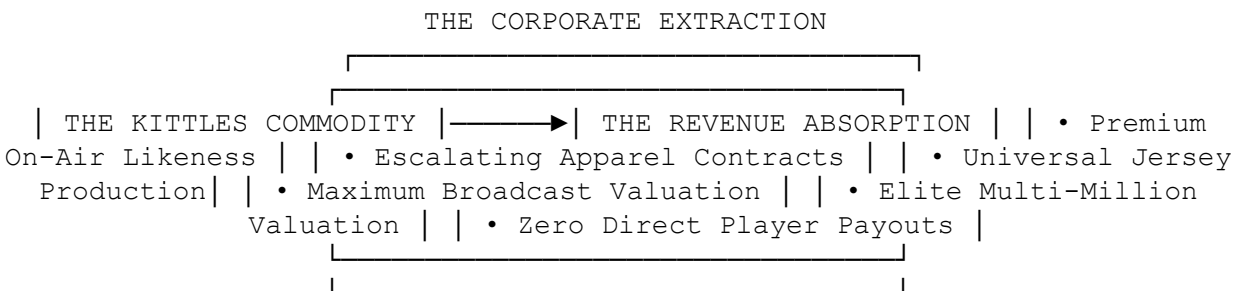 THE CORPORATE EXTRACTION
| THE KITTLES COMMODITY |──────►| THE REVENUE ABSORPTION | | • Premium
On-Air Likeness | | • Escalating Apparel Contracts | | • Universal Jersey
Production| | • Maximum Broadcast Valuation | | • Elite Multi-Million
Valuation | | • Zero Direct Player Payouts |